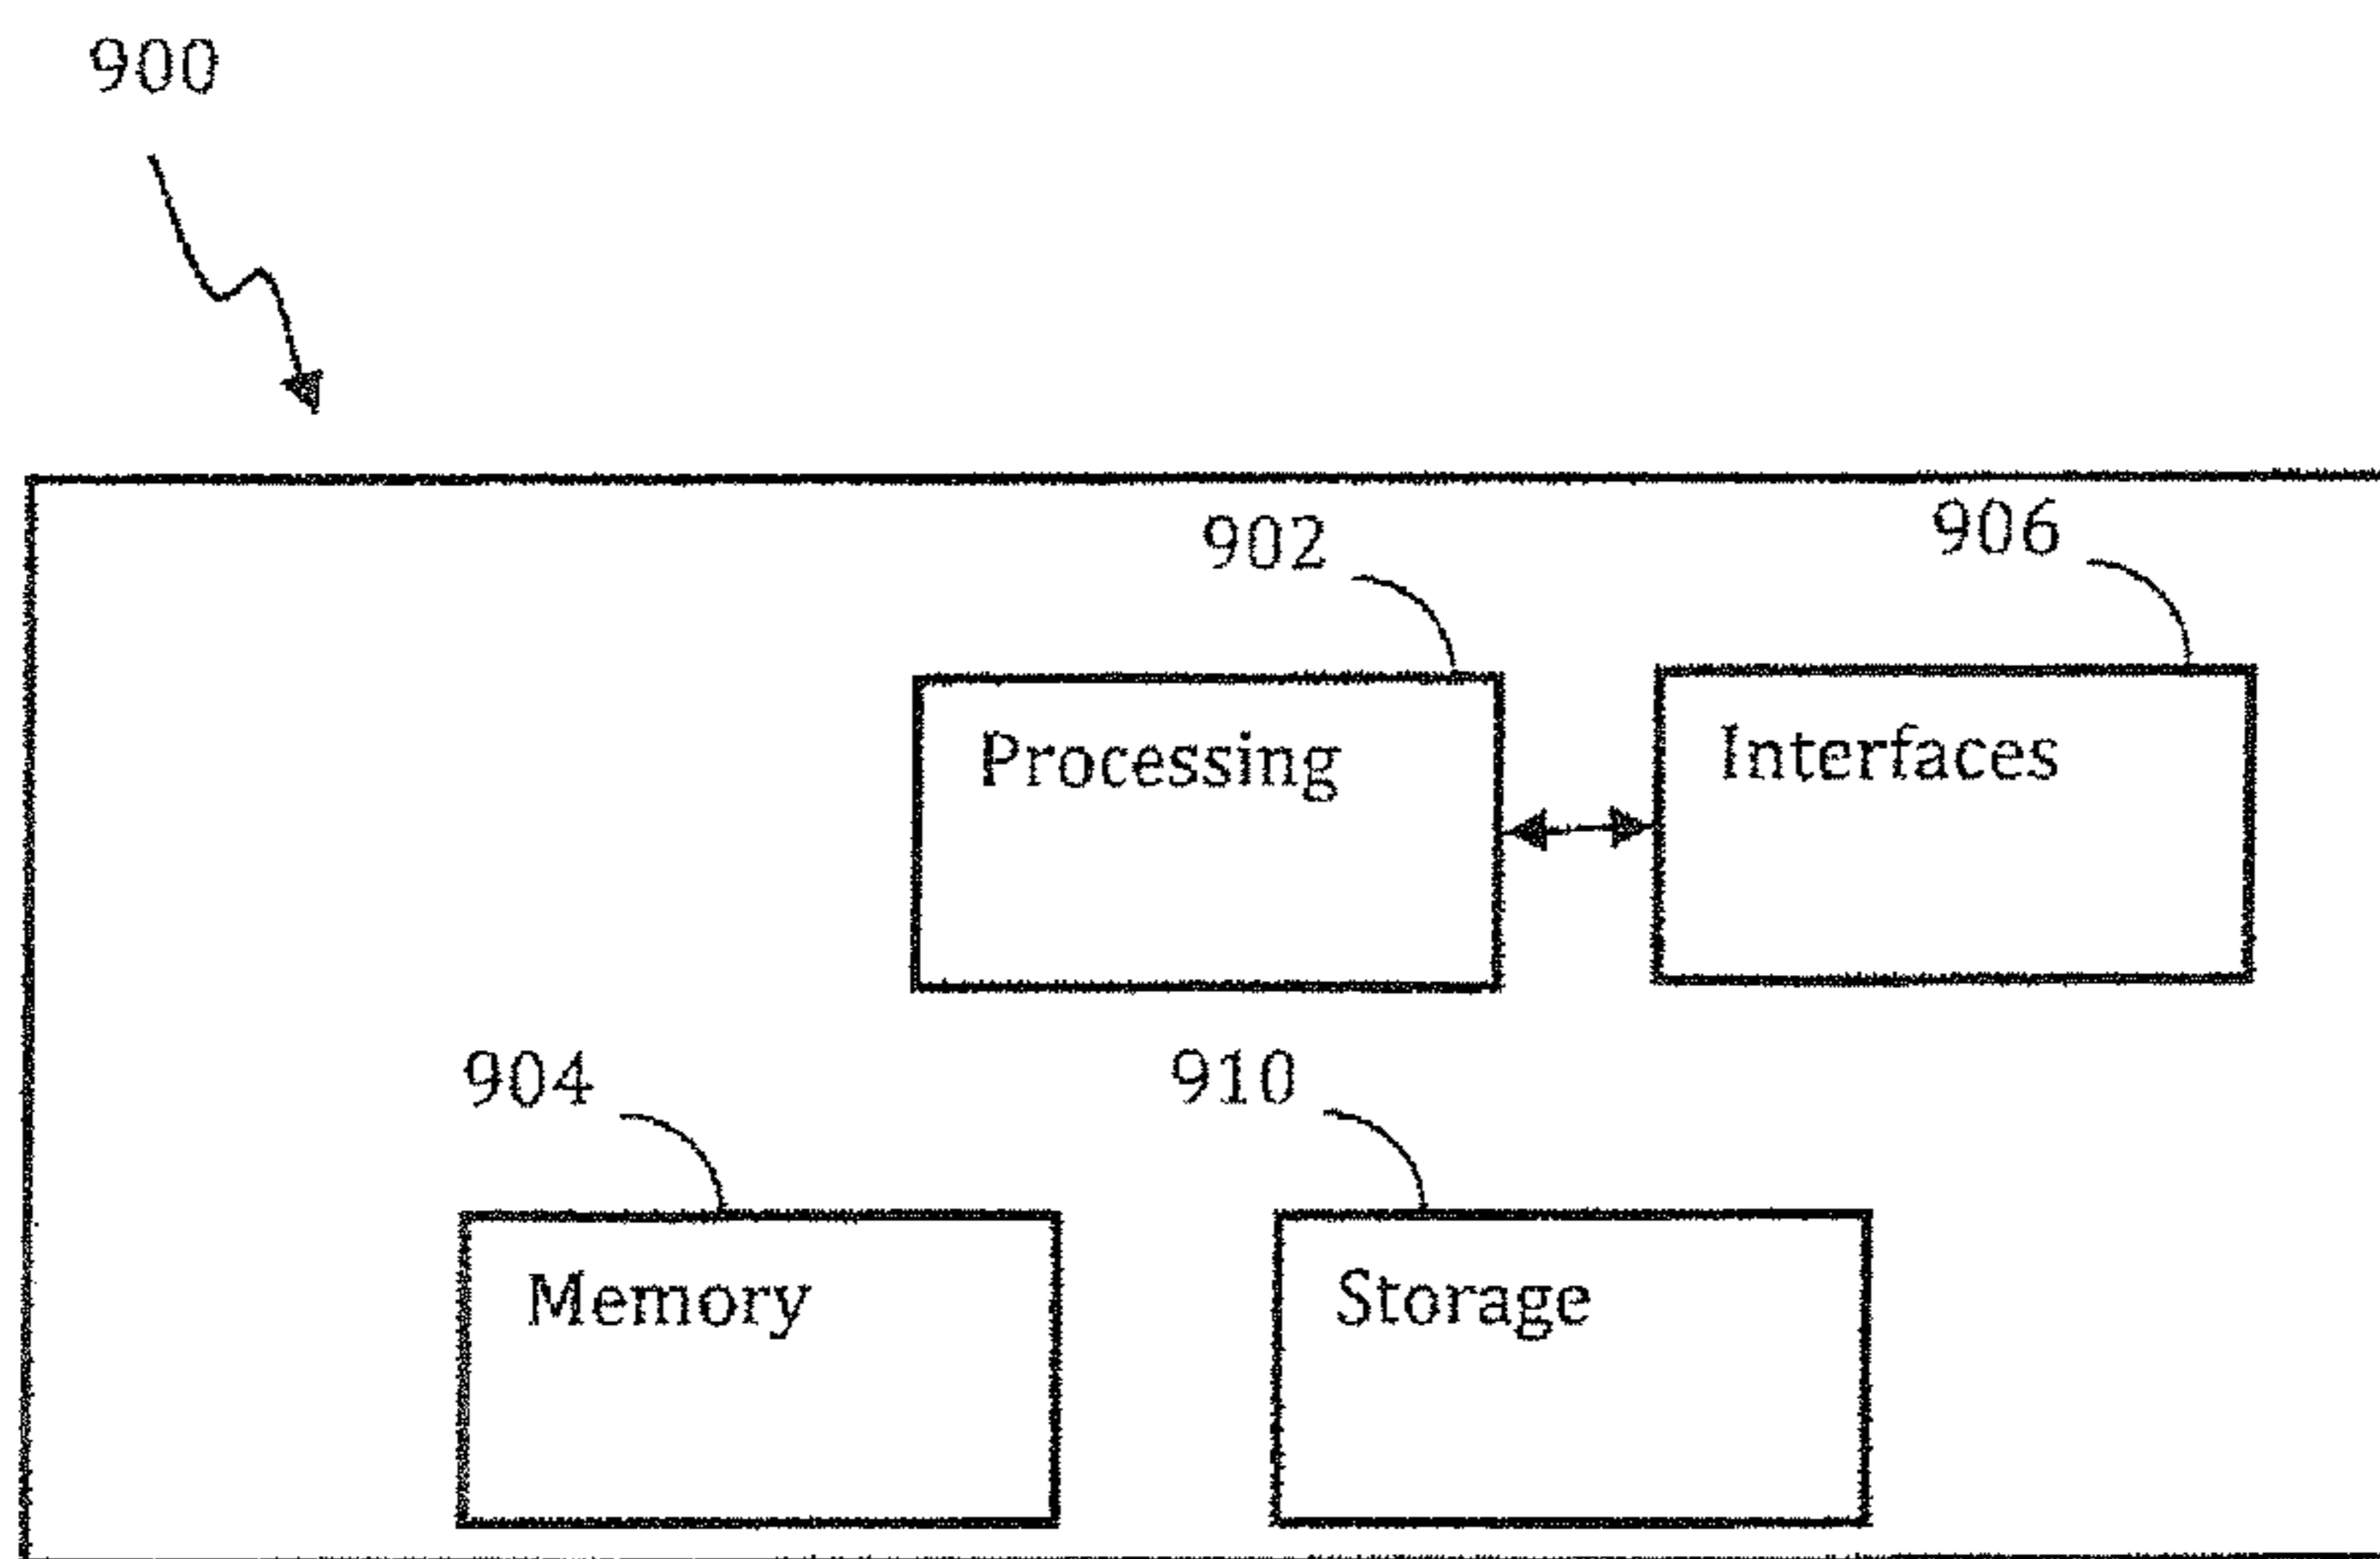 900
902
906
Processing
Interfaces
904
910
Memory
Storage